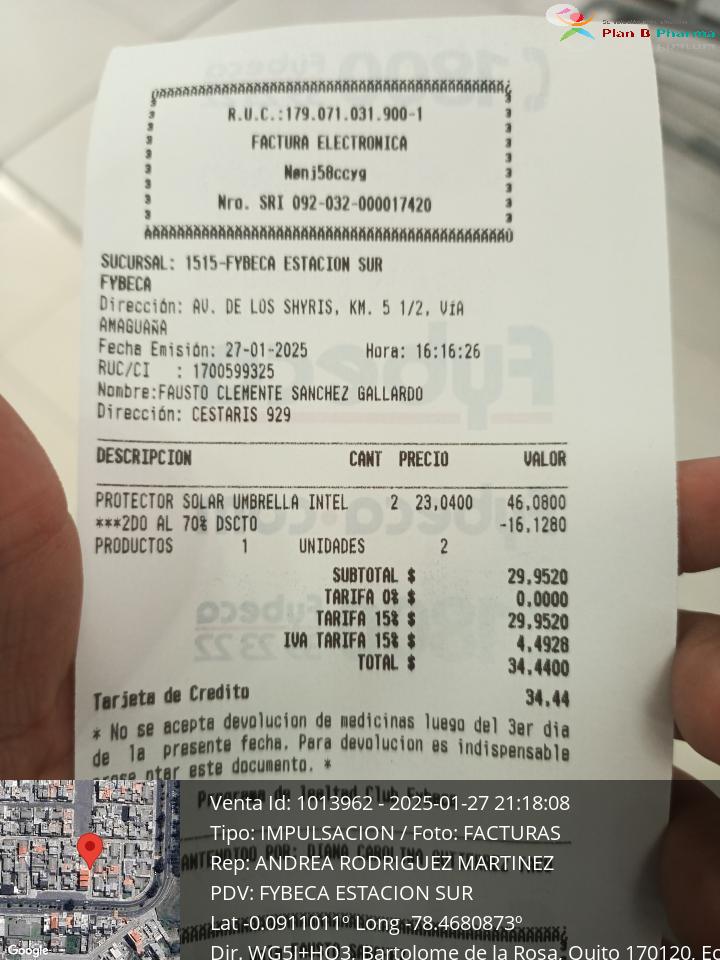 Plan B Pharma
R.U.C.:179.071.031.900-1
FACTURA ELECTRONICA
Nønj58ccyg
Nro. SRI 092-032-000017420
SUCURSAL: 1515-FYBECA ESTACION SUR
FYBECA
Dirección: AV. DE LOS SHYRIS, KM. 5 1/2, VíA
AMAGUAÑA
Fecha Emisión: 27-01-2025 Hora: 16:16:26
RUC/CI : 1700599325
Nombre:FAUSTO CLEMENTE SANCHEZ GALLARDO
Dirección: CESTARIS 929
DESCRIPCION CANT PRECIO VALOR
PROTECTOR SOLAR UMBRELLA INTEL 2 23,0400 46.0800
***2DO AL 70% DSCTO -16.1280
PRODUCTOS 1 UNIDADES 2
SUBTOTAL $ 29.9520
TARIFA 0% $ 0.0000
TARIFA 15% $ 29.9520
IVA TARIFA 15% $ 4.4928
TOTAL $ 34.4400
Tarjeta de Credito 34.44
* No se acepta devolucion de medicinas luego del 3er dia
de la presente fecha. Para devolucion es indispensable
ntar este documento. *
Venta Id: 1013962 - 2025-01-27 21:18:08
Tipo: IMPULSACION / Foto: FACTURAS
Rep: ANDREA RODRIGUEZ MARTINEZ
PDV: FYBECA ESTACION SUR
Lat -0.0911011º Long -78.4680873º
Dir. WG5J+HQ3, Bartolome de la Rosa, Quito 170120, Ec
Google